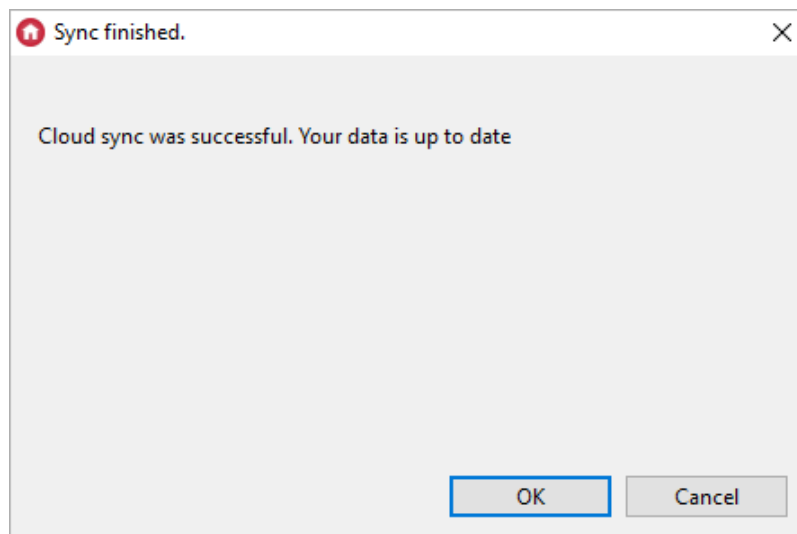 Sync finished.
Cloud sync was successful. Your data is up to date
OK
Cancel